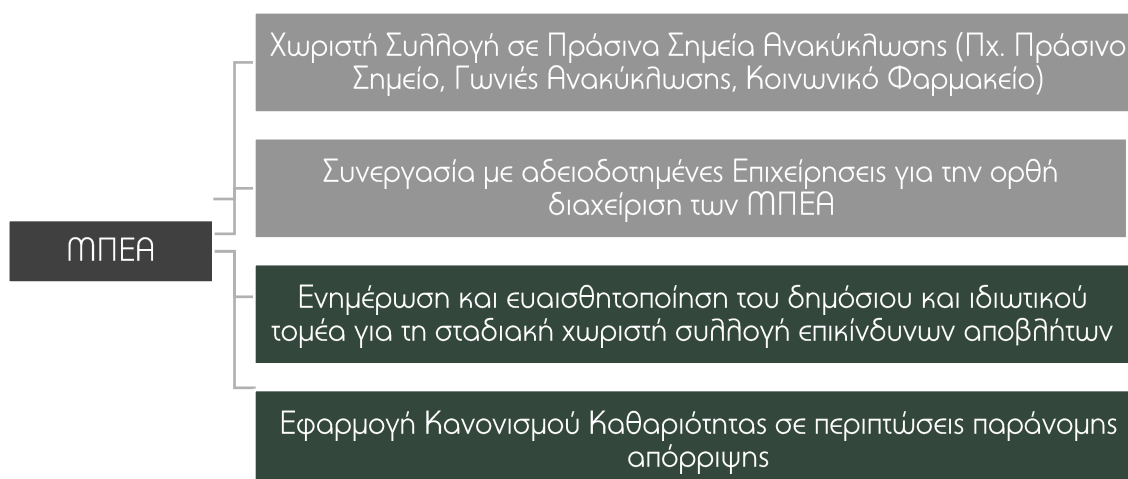 ΜΠΕΑ
Χωριστή Συλλογή σε Πράσινα Σημεία Ανακύκλωσης (Πχ. Πράσινο
Σημείο, Γωνιές Ανακύκλωσης, Κοινωνικό Φαρμακείο)
Συνεργασία με αδειοδοτημένες Επιχείρησεις για την ορθή
διαχείριση των ΜΠΕΑ
Ενημέρωση και ευαισθητοποίηση του δημόσιου και ιδιωτικού
τομέα για τη σταδιακή χωριστή συλλογή επικίνδυνων αποβλήτων
Εφαρμογή Κανονισμού Καθαριότητας σε περιπτώσεις παράνομης
απόρριψης